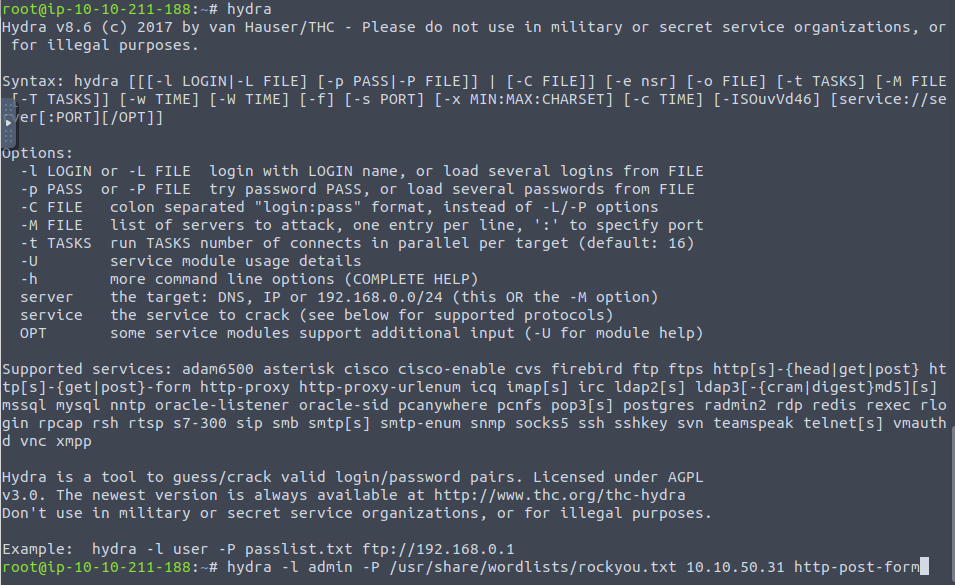 root@ip-10-10-211-188:~# hydra
Hydra v8.6 (c) 2017 by van Hauser/THC - Please do not use in military or secret service organizations, or
 for illegal purposes.

Syntax: hydra [[[-l LOGIN|-L FILE] [-p PASS|-P FILE]] | [-C FILE]] [-e nsr] [-o FILE] [-t TASKS] [-M FILE
[-T TASKS]] [-w TIME] [-W TIME] [-f] [-s PORT] [-x MIN:MAX:CHARSET] [-c TIME] [-ISOuvVd46] [service://se
ver[:PORT][/OPT]]

Options:
  -l LOGIN or -L FILE  login with LOGIN name, or load several logins from FILE
  -p PASS  or -P FILE  try password PASS, or load several passwords from FILE
  -C FILE   colon separated "login:pass" format, instead of -L/-P options
  -M FILE   list of servers to attack, one entry per line, ':' to specify port
  -t TASKS  run TASKS number of connects in parallel per target (default: 16)
  -U        service module usage details
  -h        more command line options (COMPLETE HELP)
  server    the target: DNS, IP or 192.168.0.0/24 (this OR the -M option)
  service   the service to crack (see below for supported protocols)
  OPT       some service modules support additional input (-U for module help)

Supported services: adam6500 asterisk cisco cisco-enable cvs firebird ftp ftps http[s]-{head|get|post} ht
tp[s]-{get|post}-form http-proxy http-proxy-urlenum icq imap[s] irc ldap2[s] ldap3[-{cram|digest}md5][s]
mssql mysql nntp oracle-listener oracle-sid pcanywhere pcnfs pop3[s] postgres radmin2 rdp redis rexec rlo
gin rpcap rsh rtsp s7-300 sip smb smtp[s] smtp-enum snmp socks5 ssh sshkey svn teamspeak telnet[s] vmauth
d vnc xmpp

Hydra is a tool to guess/crack valid login/password pairs. Licensed under AGPL
v3.0. The newest version is always available at http://www.thc.org/thc-hydra
Don't use in military or secret service organizations, or for illegal purposes.

Example:  hydra -l user -P passlist.txt ftp://192.168.0.1
root@ip-10-10-211-188:~# hydra -l admin -P /usr/share/wordlists/rockyou.txt 10.10.50.31 http-post-form